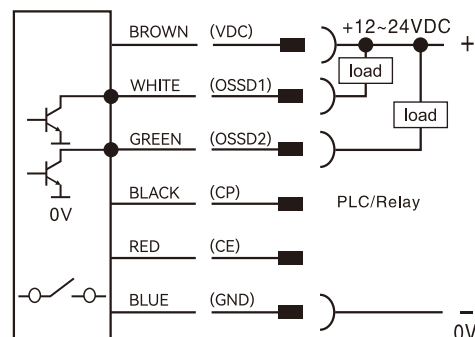 BROWN (VDC) +12~24VDC +
load
WHITE (OSSD1)
load
GREEN (OSSD2)
0V BLACK (CP) PLC/Relay
RED (CE)
BLUE (GND) −
0V